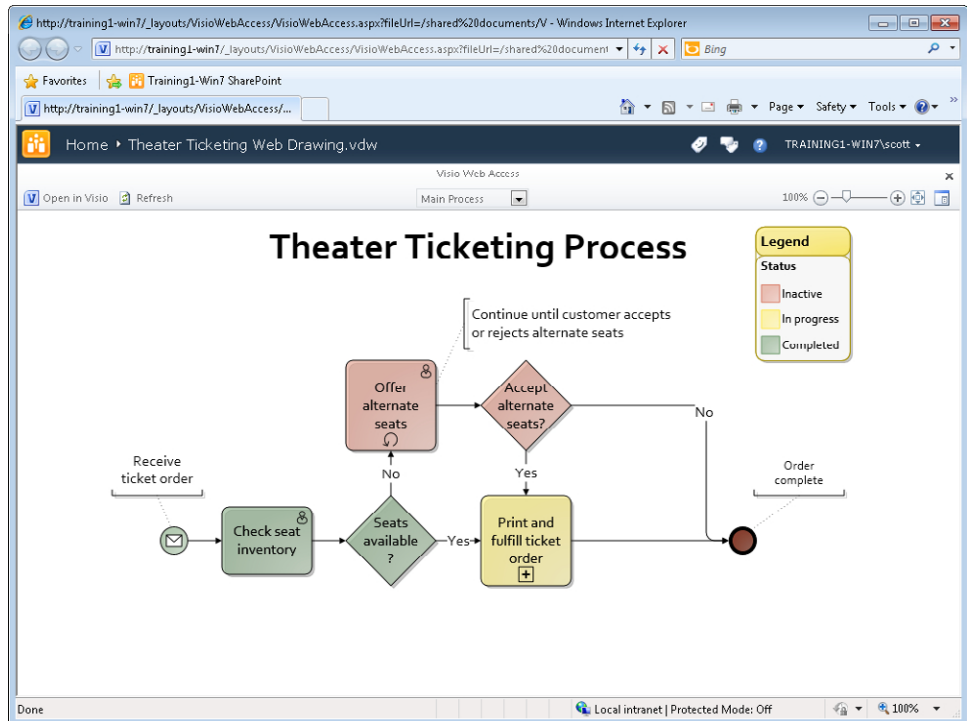 http://training1-win7/_layouts/VisioWebAccess/VisioWebAccess.aspx?fileUrl=/shared%20documents/V - Windows Internet Explorer
http://training1-win7/_layouts/VisioWebAccess/VisioWebAccess.aspx?fileUrl=/shared%20document
Bing
Favorites
Training1-Win7 SharePoint
http://training1-win7/_layouts/VisioWebAccess/...
Page
Safety
Tools
Home
Theater Ticketing Web Drawing.vdw
TRAINING1-WIN7\scott
Visio Web Access
Open in Visio
Refresh
Main Process
100%
Theater Ticketing Process
Legend
Status
Inactive
In progress
Completed
Continue until customer accepts
or rejects alternate seats
Offer
alternate
seats
Accept
alternate
seats?
No
Receive
ticket order
No
Yes
Order
complete
Check seat
inventory
Seats
available
?
Yes
Print and
fulfill ticket
order
Done
Local intranet | Protected Mode: Off
100%